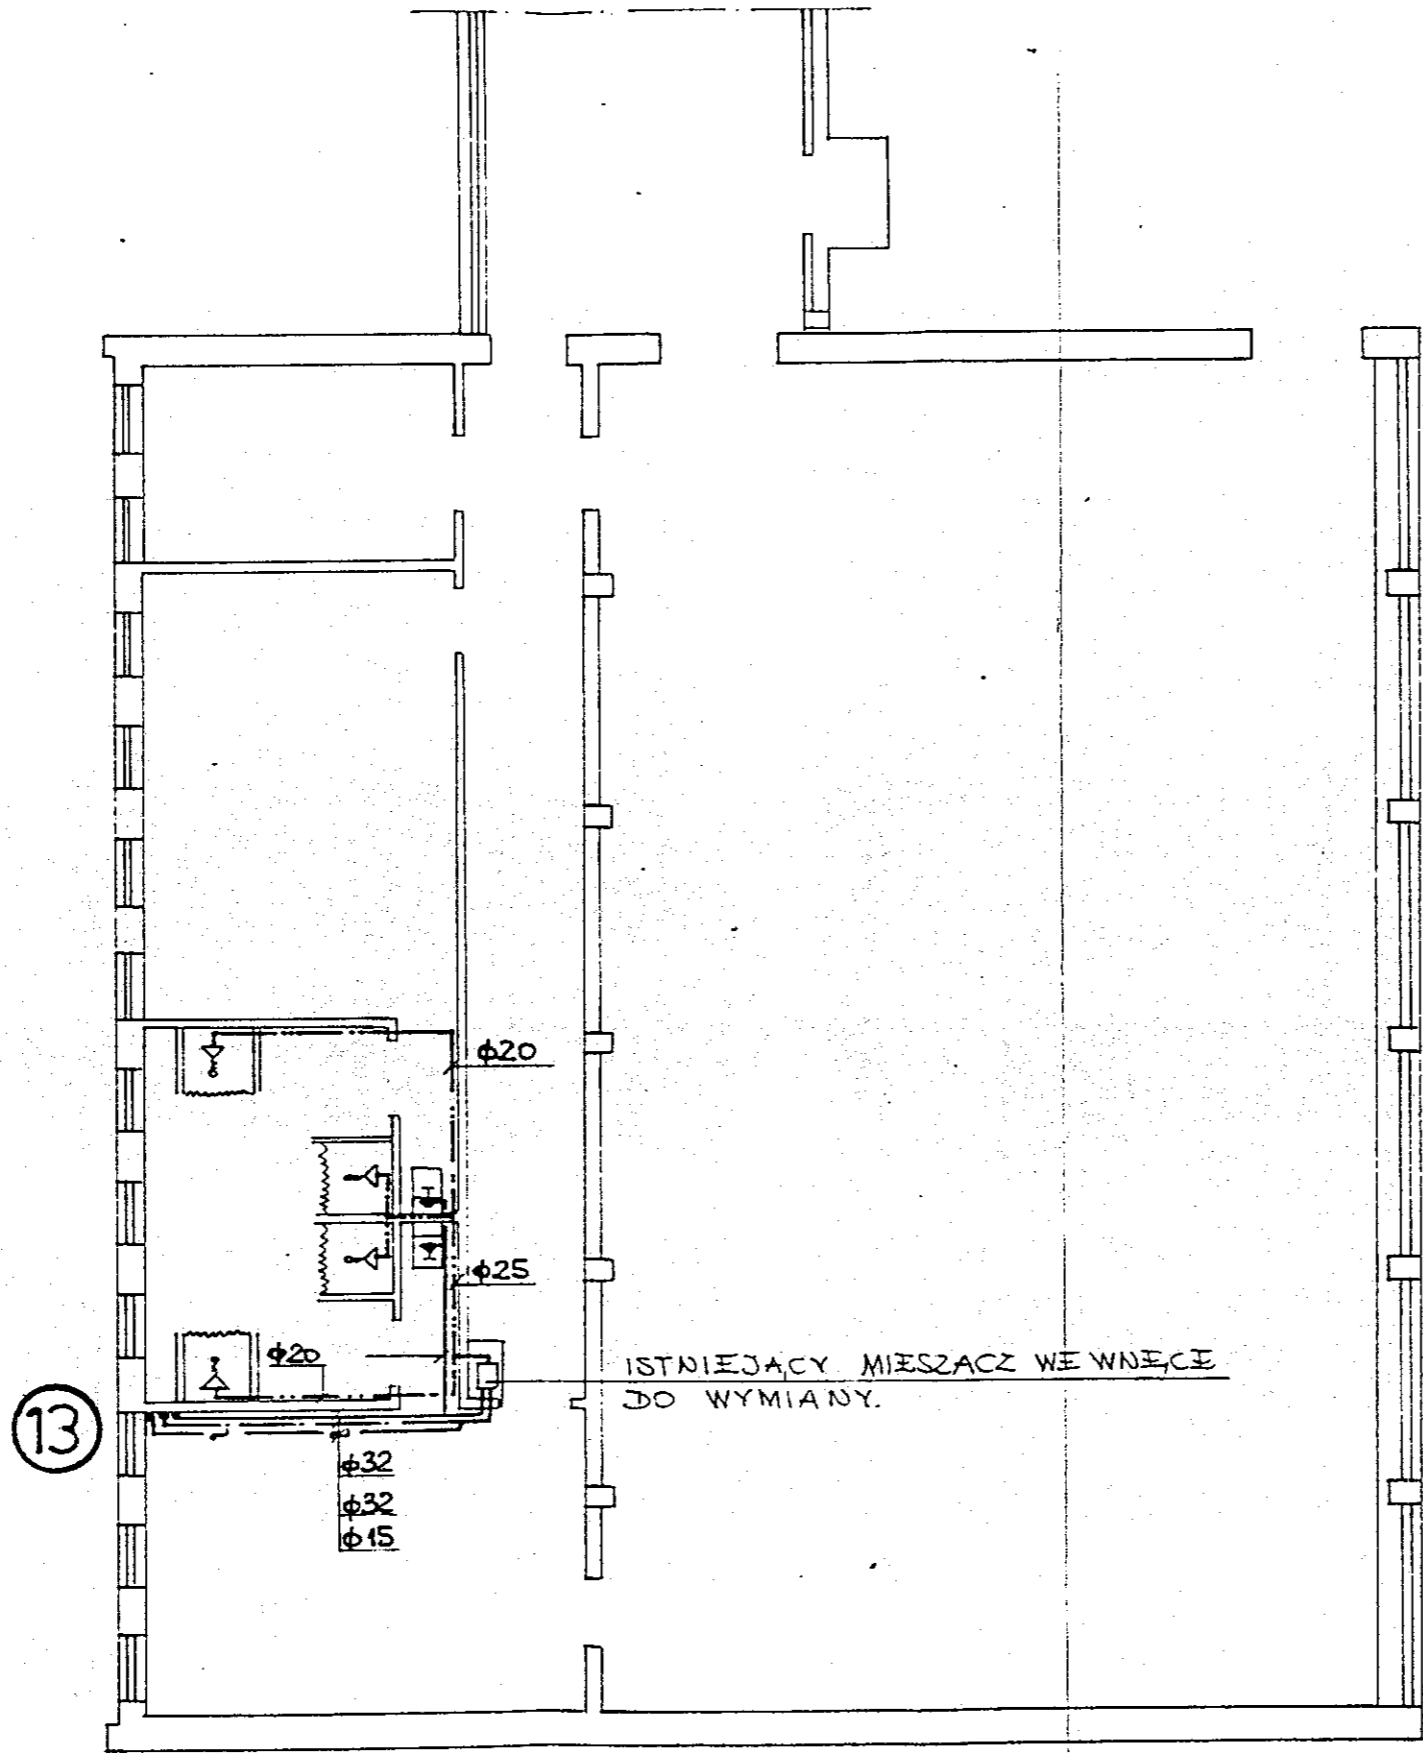 ϕ20
ϕ25
ϕ20
ISTNIEJĄCY MIESZACZ WE WNĘCE
DO WYMIANY.
13
ϕ32
ϕ32
ϕ15